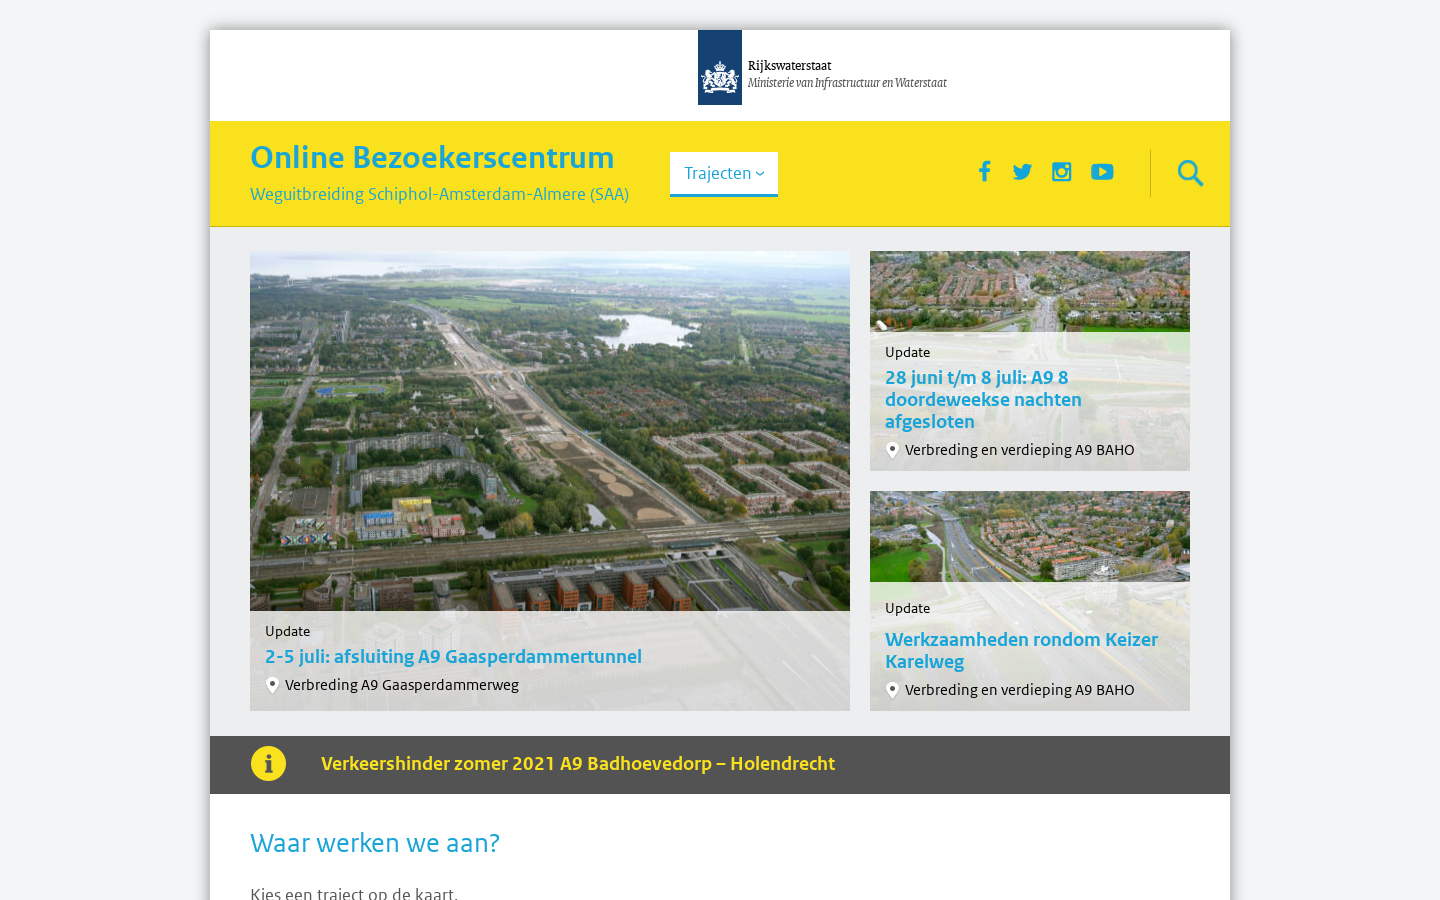 Rijkswaterstaat
Ministerie van Infrastructuur en Waterstaat
Online Bezoekerscentrum
Weguitbreiding Schiphol-Amsterdam-Almere (SAA)
Trajecten
Update
2-5 juli: afsluiting A9 Gaasperdammertunnel
Verbreding A9 Gaasperdammerweg
Update
28 juni t/m 8 juli: A9 8
doordeweekse nachten
afgesloten
Verbreding en verdieping A9 BAHO
Update
Werkzaamheden rondom Keizer
Karelweg
Verbreding en verdieping A9 BAHO
Verkeershinder zomer 2021 A9 Badhoevedorp – Holendrecht
Waar werken we aan?
Kies een traject op de kaart.